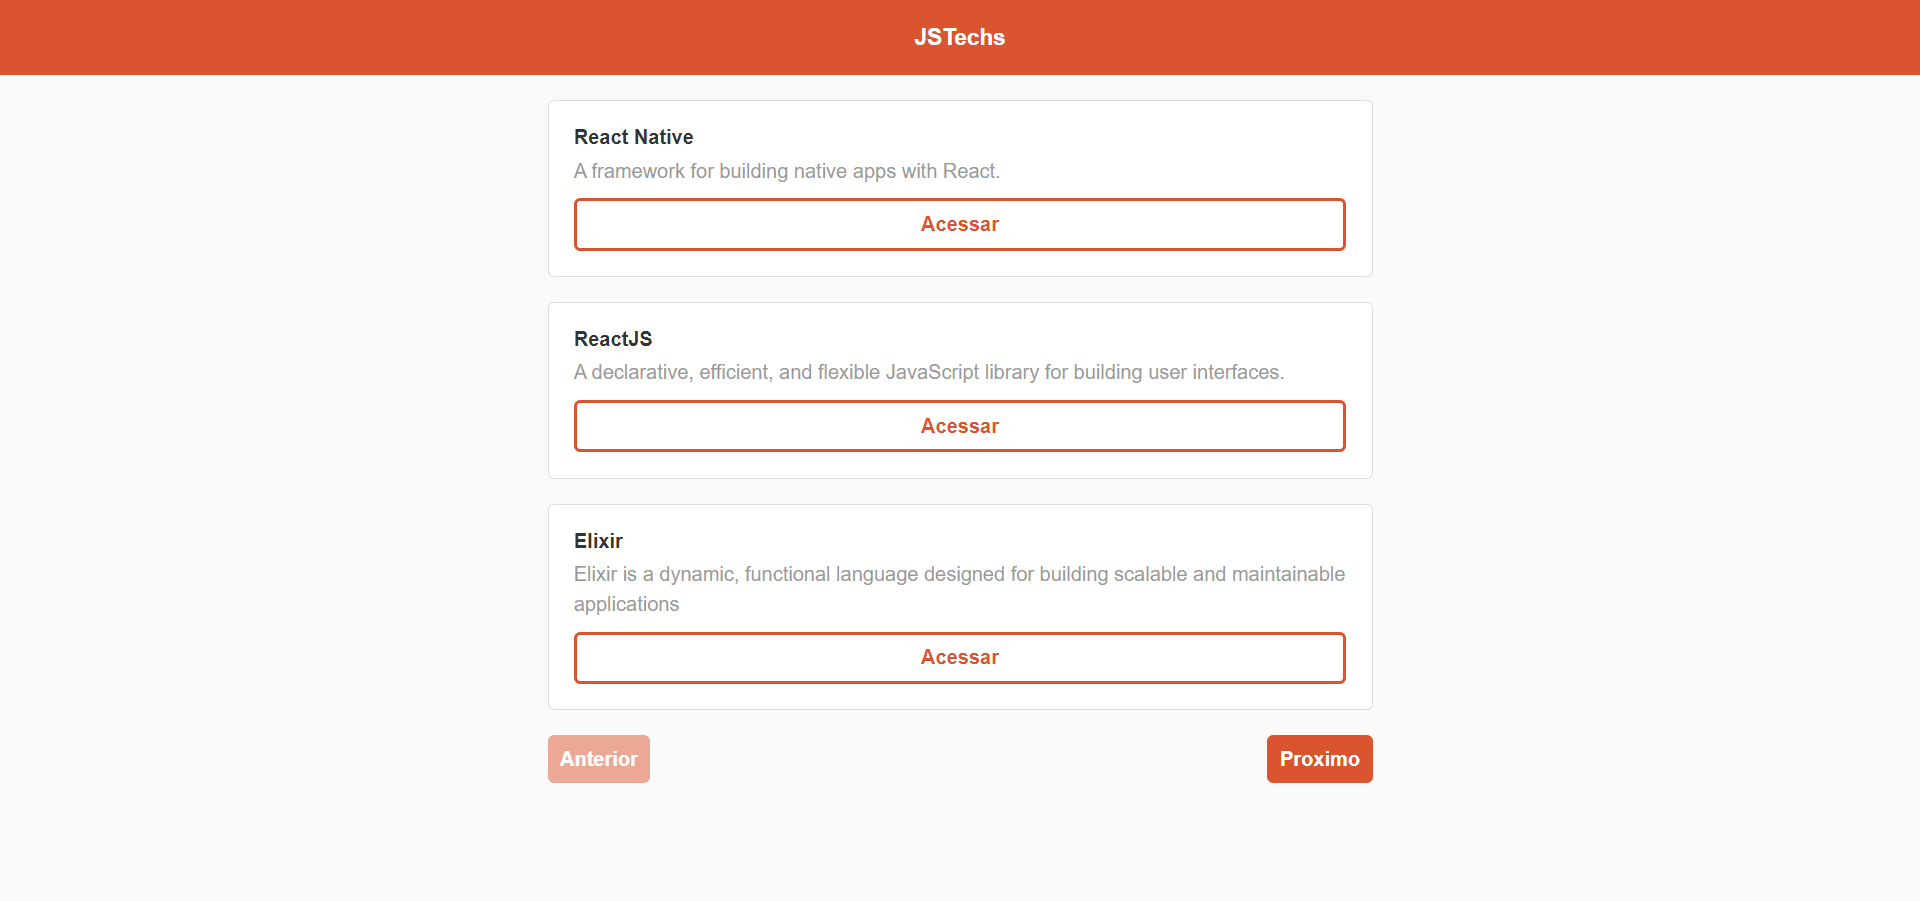 JSTechs
React Native
A framework for building native apps with React.
Acessar
ReactJS
A declarative, efficient, and flexible JavaScript library for building user interfaces.
Acessar
Elixir
Elixir is a dynamic, functional language designed for building scalable and maintainable
applications
Acessar
Anterior
Proximo